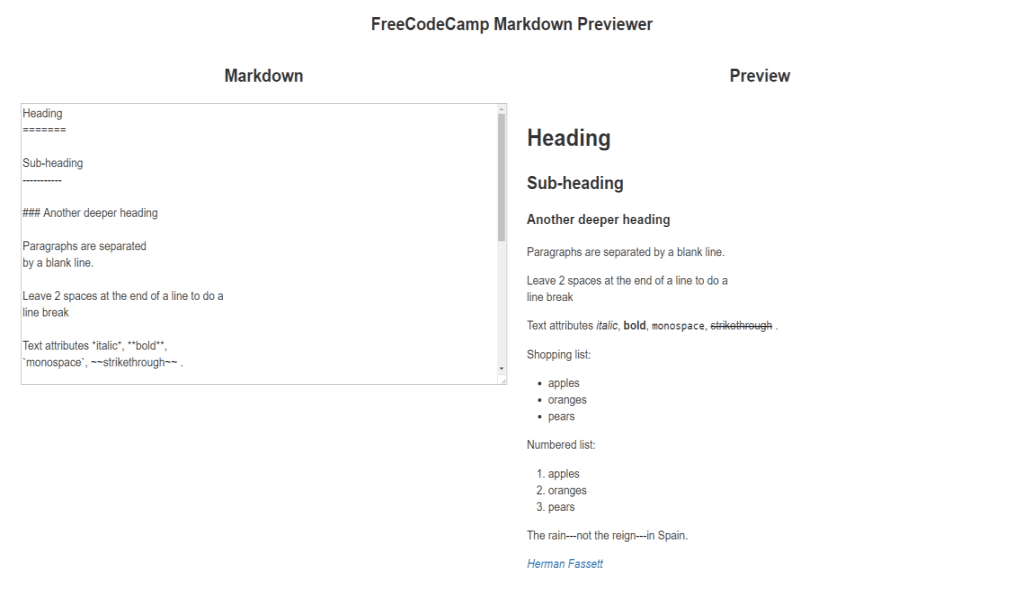 FreeCodeCamp Markdown Previewer
Markdown
Heading
=======
Sub-heading
-----------
### Another deeper heading
Paragraphs are separated
by a blank line.
Leave 2 spaces at the end of a line to do a
line break
Text attributes *italic*, **bold**,
`monospace`, ~~strikethrough~~ .
Preview
Heading
Sub-heading
Another deeper heading
Paragraphs are separated by a blank line.
Leave 2 spaces at the end of a line to do a
line break
Text attributes italic, bold, monospace, strikethrough .
Shopping list:
• apples
• oranges
• pears
Numbered list:
1. apples
2. oranges
3. pears
The rain---not the reign---in Spain.
Herman Fassett